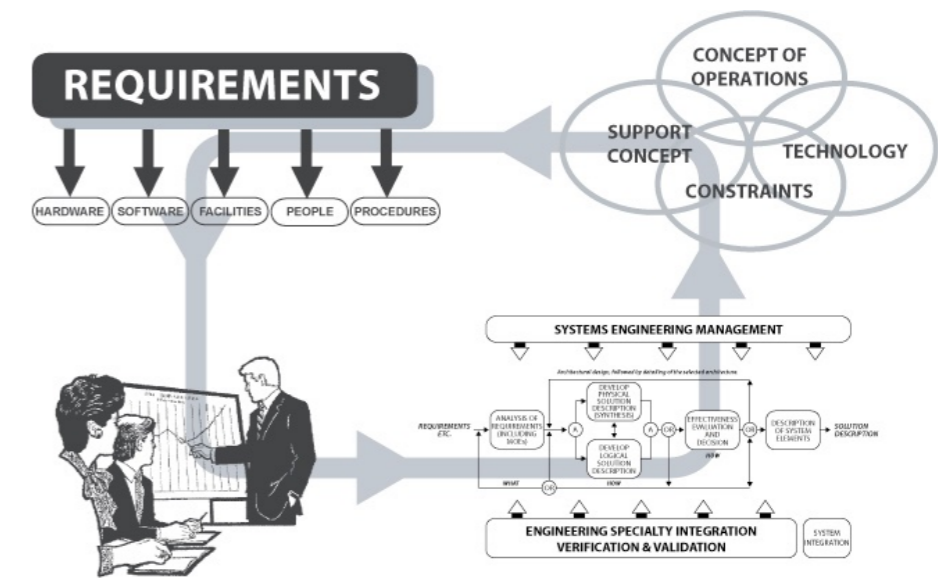 REQUIREMENTS
HARDWARE
SOFTWARE
FACILITIES
PEOPLE
PROCEDURES
CONCEPT OF
OPERATIONS
SUPPORT
CONCEPT
TECHNOLOGY
CONSTRAINTS
SYSTEMS ENGINEERING MANAGEMENT
Architectural design, followed by detailing of the selected architecture
REQUIREMENTS
ETC.
ANALYSIS OF
REQUIREMENTS
(INCLUDING
MOEs)
A
DEVELOP
PHYSICAL
SOLUTION
DESCRIPTION
(SYNTHESIS)
DEVELOP
LOGICAL
SOLUTION
DESCRIPTION
A
OR
EFFECTIVENESS
EVALUATION
AND
DECISION
OR
DESCRIPTION
OF SYSTEM
ELEMENTS
SOLUTION
DESCRIPTION
WHAT
OR
HOW
HOW
ENGINEERING SPECIALTY INTEGRATION
VERIFICATION & VALIDATION
SYSTEM
INTEGRATION